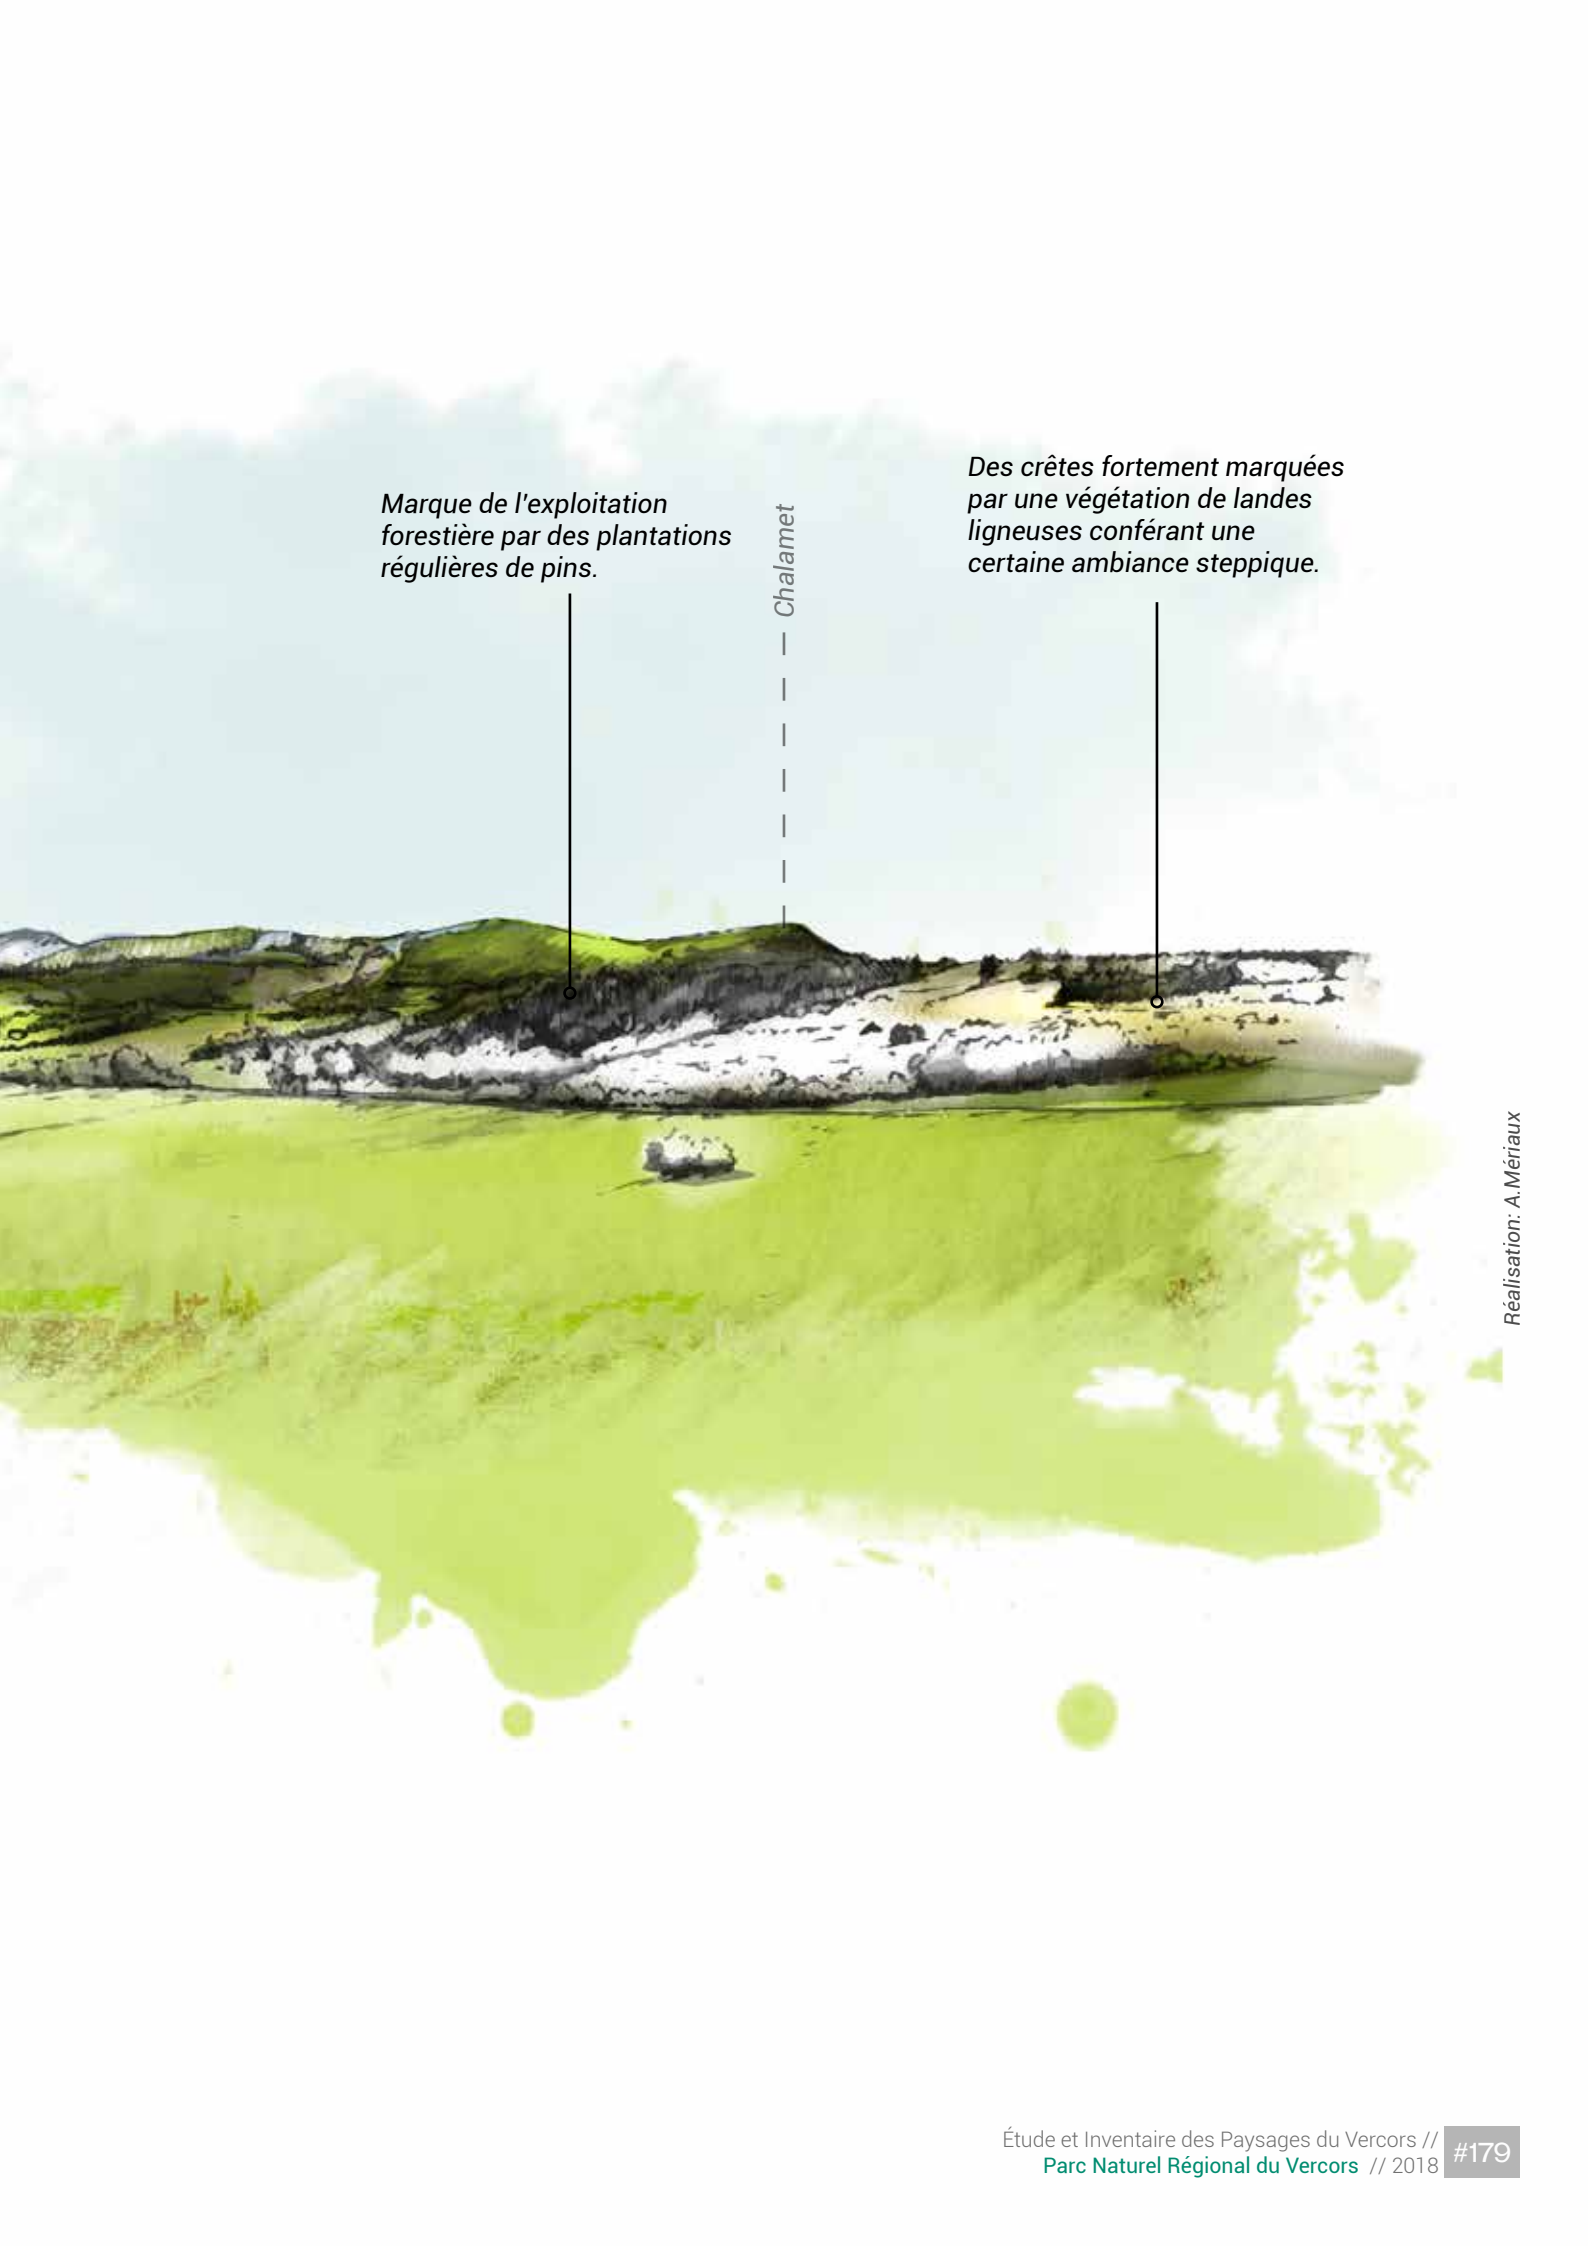 Marque de l'exploitation
forestière par des plantations
régulières de pins.
Chalamet
Des crêtes fortement marquées
par une végétation de landes
ligneuses conférant une
certaine ambiance steppique.
Réalisation: A.Mériaux
Étude et Inventaire des Paysages du Vercors //
Parc Naturel Régional du Vercors // 2018
#179